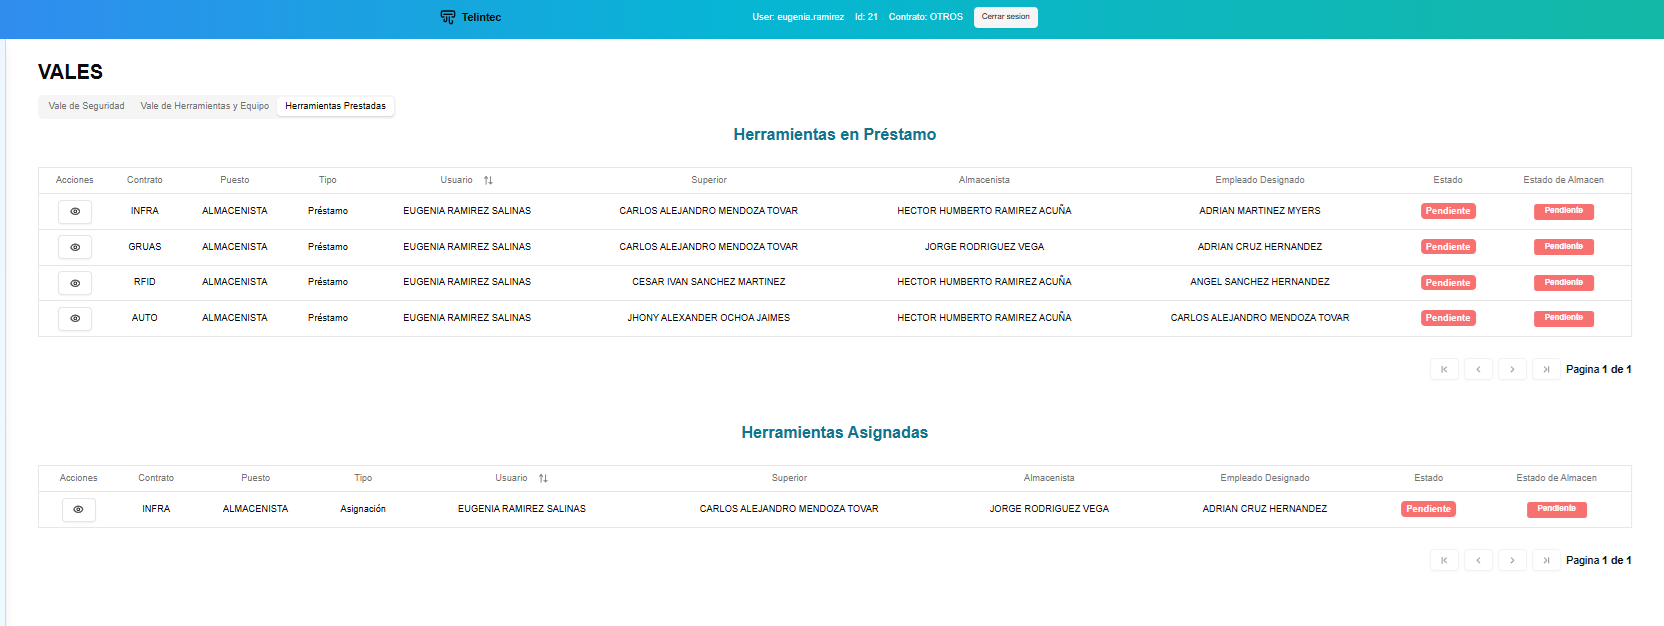 Telintec
User: eugenia.ramirez Id: 21 Contrato: OTROS Cerrar sesion
VALES
Vale de Seguridad Vale de Herramientas y Equipo Herramientas Prestadas
Herramientas en Préstamo
Acciones Contrato Puesto Tipo Usuario Superior Almacenista Empleado Designado Estado Estado de Almacen
INFRA ALMACENISTA Préstamo EUGENIA RAMIREZ SALINAS CARLOS ALEJANDRO MENDOZA TOVAR HECTOR HUMBERTO RAMIREZ ACUÑA ADRIAN MARTINEZ MYERS Pendiente Pendiente
GRUAS ALMACENISTA Préstamo EUGENIA RAMIREZ SALINAS CARLOS ALEJANDRO MENDOZA TOVAR JORGE RODRIGUEZ VEGA ADRIAN CRUZ HERNANDEZ Pendiente Pendiente
RFID ALMACENISTA Préstamo EUGENIA RAMIREZ SALINAS CESAR IVAN SANCHEZ MARTINEZ HECTOR HUMBERTO RAMIREZ ACUÑA ANGEL SANCHEZ HERNANDEZ Pendiente Pendiente
AUTO ALMACENISTA Préstamo EUGENIA RAMIREZ SALINAS JHONY ALEXANDER OCHOA JAIMES HECTOR HUMBERTO RAMIREZ ACUÑA CARLOS ALEJANDRO MENDOZA TOVAR Pendiente Pendiente
Pagina 1 de 1
Herramientas Asignadas
Acciones Contrato Puesto Tipo Usuario Superior Almacenista Empleado Designado Estado Estado de Almacen
INFRA ALMACENISTA Asignación EUGENIA RAMIREZ SALINAS CARLOS ALEJANDRO MENDOZA TOVAR JORGE RODRIGUEZ VEGA ADRIAN CRUZ HERNANDEZ Pendiente Pendiente
Pagina 1 de 1